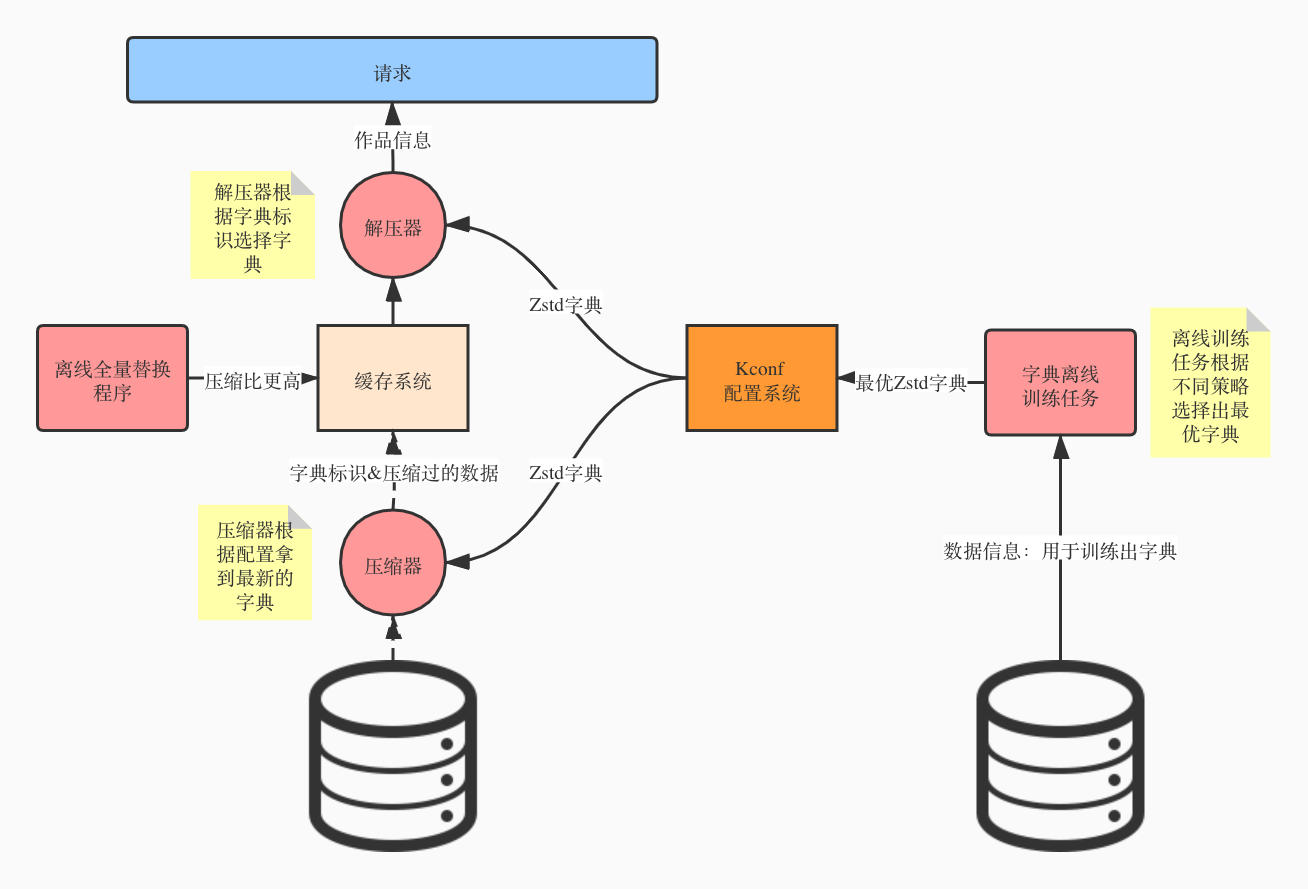 请求
作品信息
解压器根
据字典标
识选择字
典
解压器
Zstd字典
离线全量替换
程序
压缩比更高
缓存系统
Kconf
配置系统
最优Zstd字典
字典离线
训练任务
离线训练
任务根据
不同策略
选择出最
优字典
字典标识&压缩过的数据
Zstd字典
压缩器根
据配置拿
到最新的
字典
压缩器
数据信息：用于训练出字典